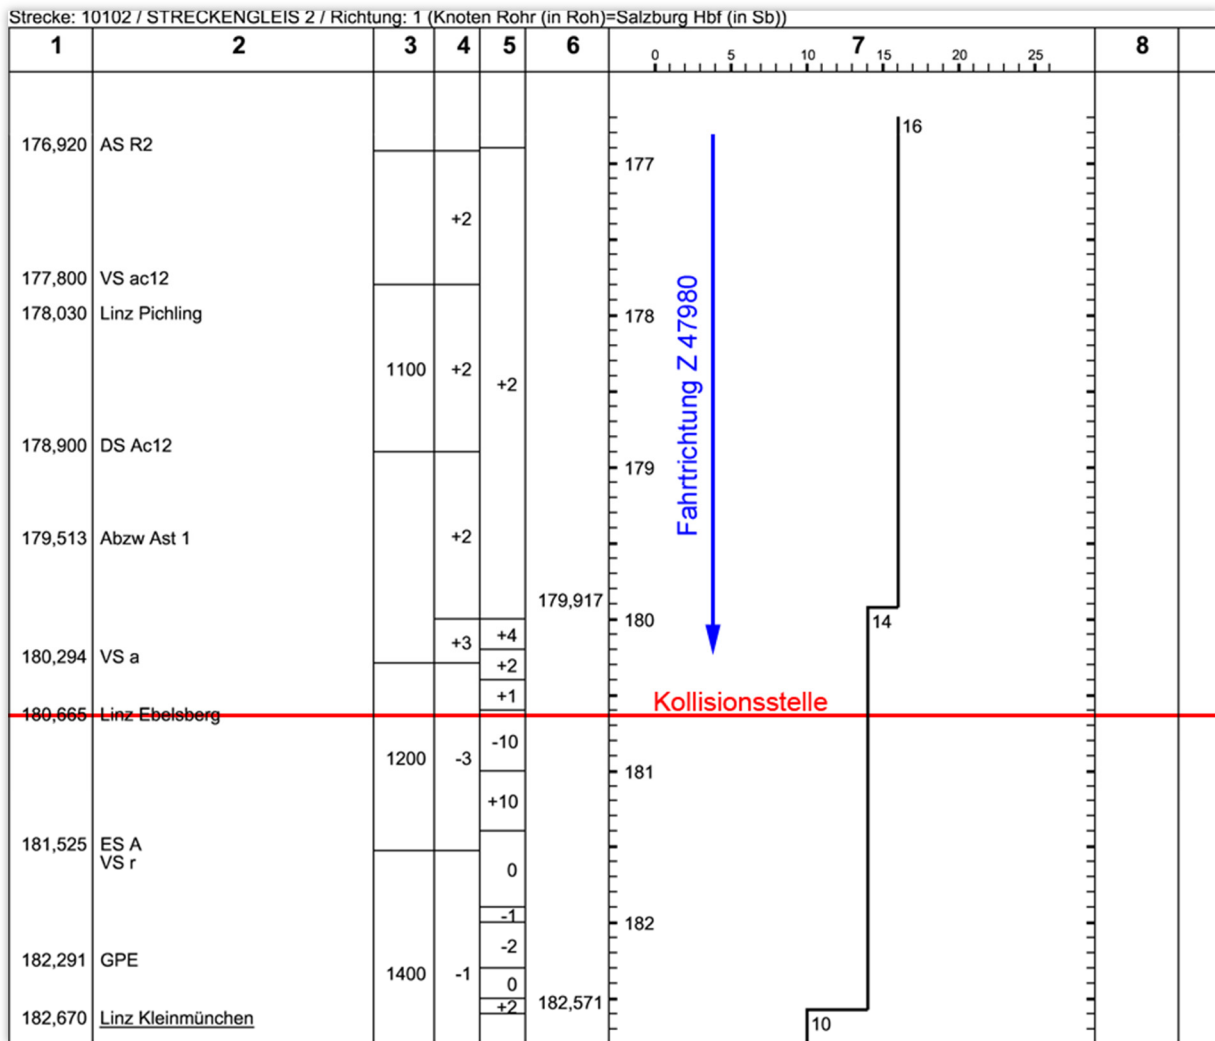 Strecke: 10102 / STRECKENGLEIS 2 / Richtung: 1 (Knoten Rohr (in Roh)=Salzburg Hbf (in Sb))
1 2 3 4 5 6 7 8
0 5 10 15 20 25
16
176,920 AS R2
177
+2
177,800 VS ac12
178,030 Linz Pichling
178
1100 +2
+2
178,900 DS Ac12
179
179,513 Abzw Ast 1
+2
Fahrtrichtung Z 47980
179,917
180
14
+4
+3
180,294 VS a
+2
+1
Kollisionsstelle
180,665 Linz Ebelsberg
-10
1200 -3
181
+10
181,525 ES A
VS r
0
-1
182
-2
182,291 GPE
1400 -1
0
182,571
+2
182,670 Linz Kleinmünchen
10